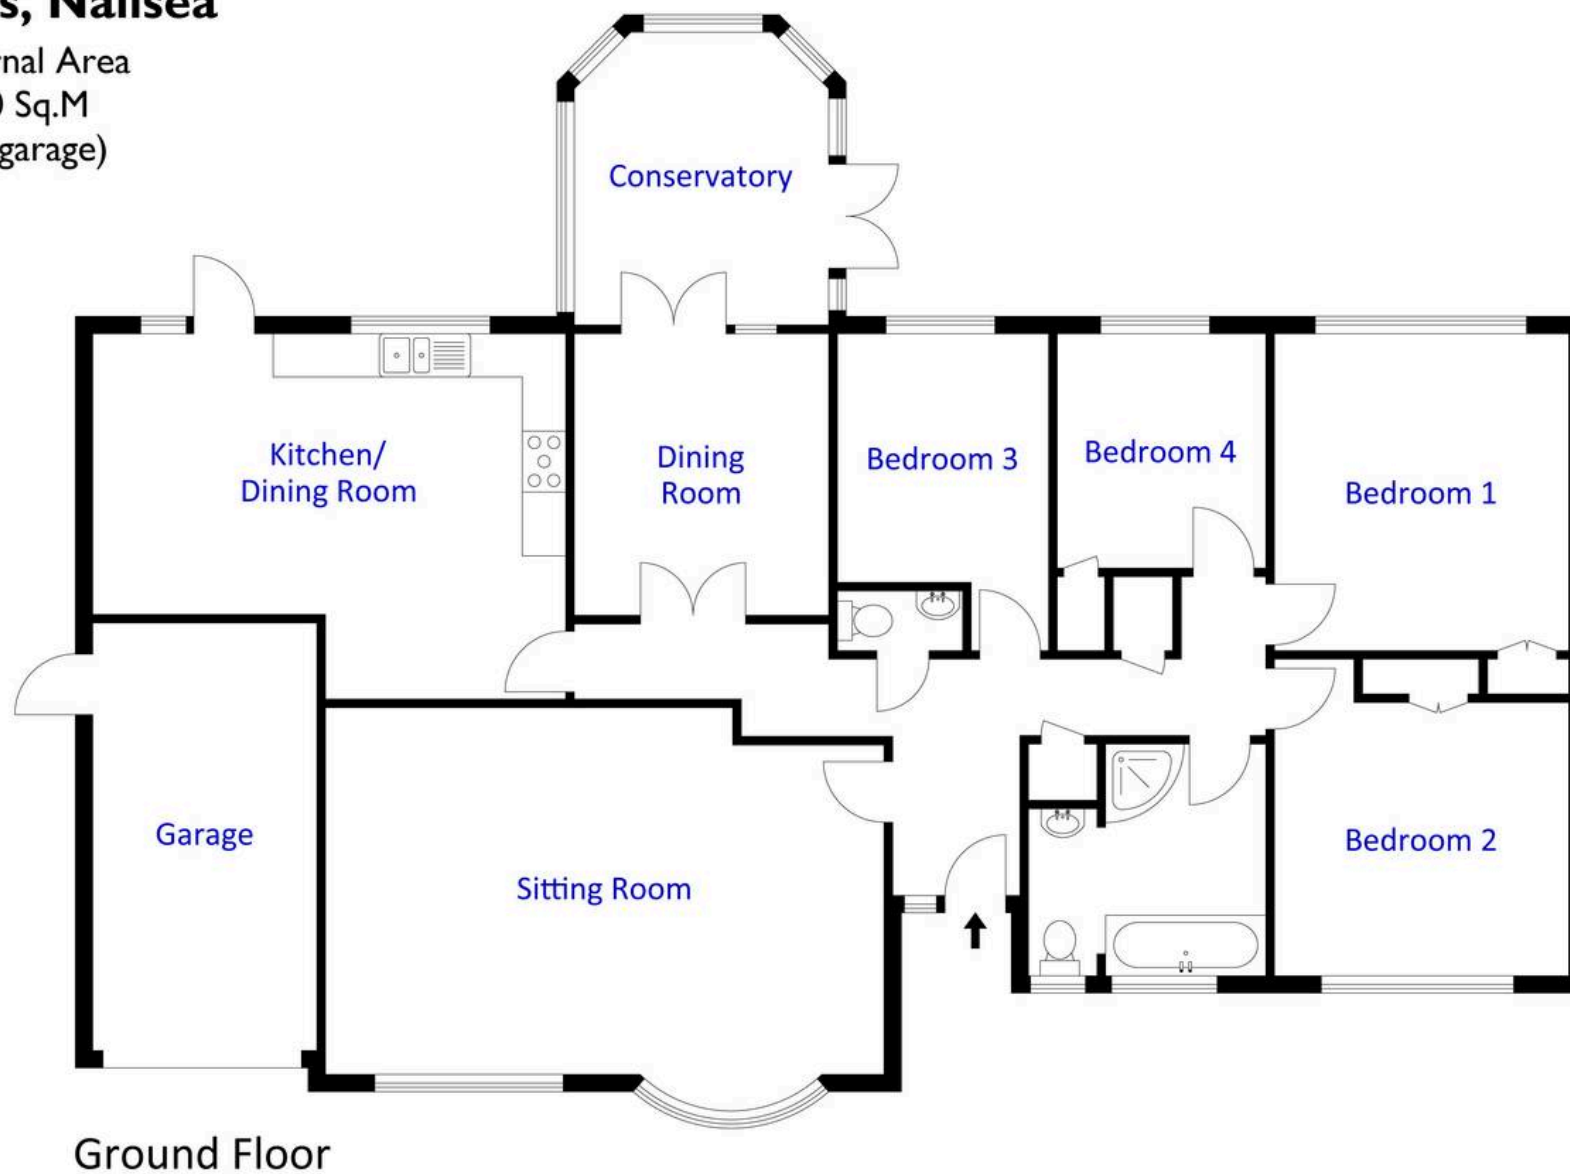 Nailsea
Area
Sq.M
garage)
Conservatory
Kitchen/
Dining Room
Dining
Room
Bedroom 3
Bedroom 4
Bedroom 1
Garage
Sitting Room
Bedroom 2
Ground Floor